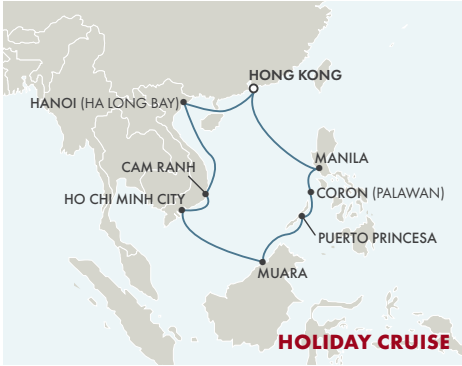 HONG KONG
HANOI (HA LONG BAY)
MANILA
CAM RANH
CORON (PALAWAN)
HO CHI MINH CITY
PUERTO PRINCESA
MUARA
HOLIDAY CRUISE